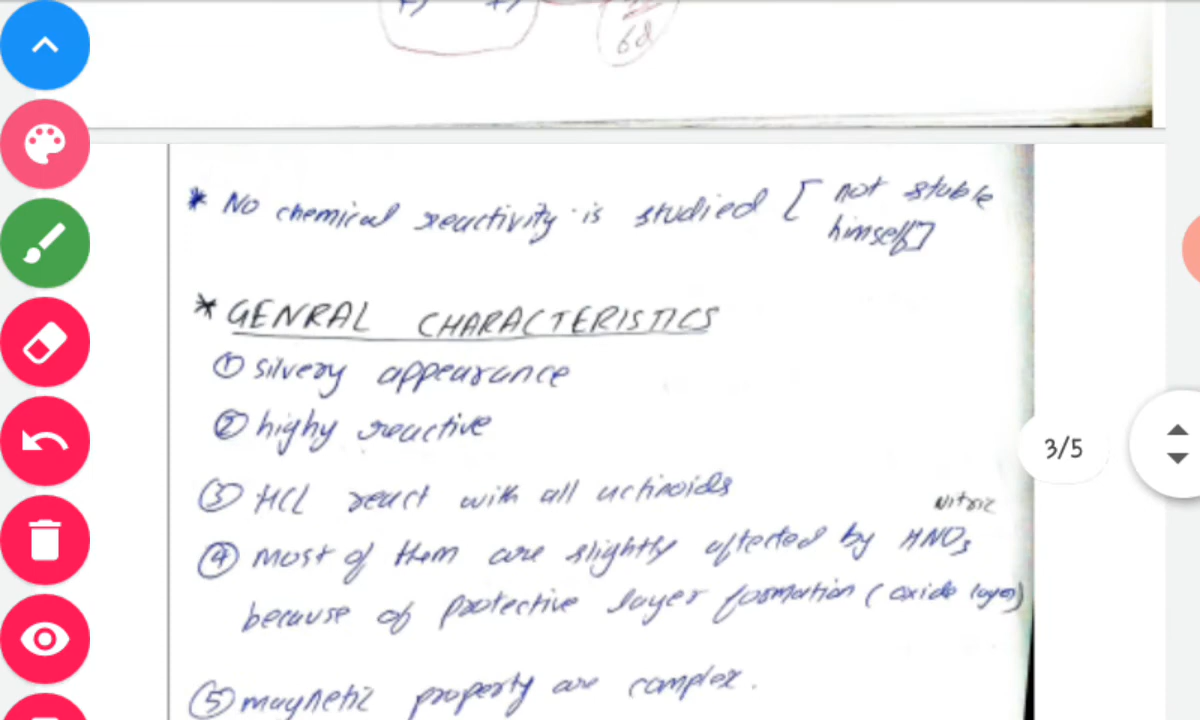 6d
* No chemical reactivity is studied [ not stable
himself]
* GENRAL CHARACTERISTICS
① silvery appearance
② highy reactive
③ HCL react with all actinoids
Nitric
④ most of them are slightly affected by HNO3
because of protective layer formation ( oxide layer)
3/5
⑤ magnetic property are complex.